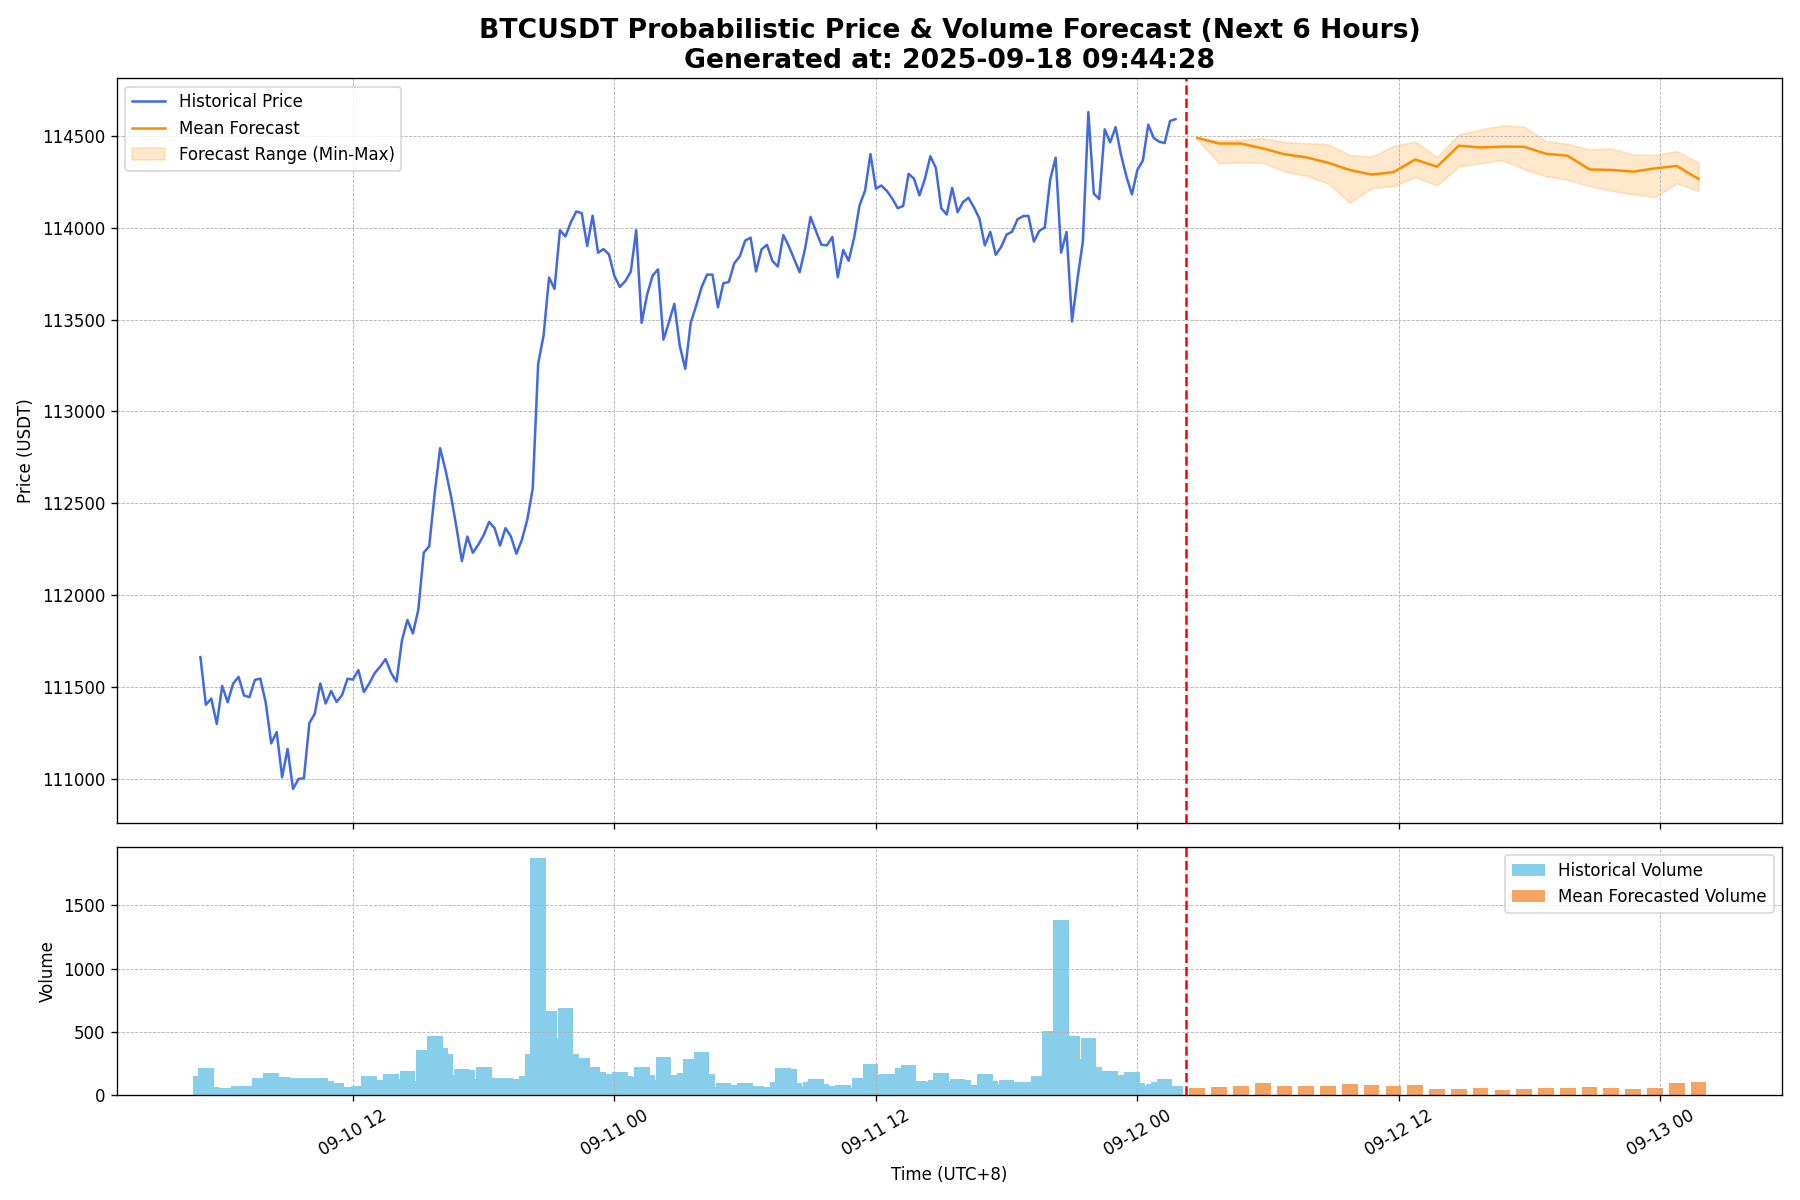 BTCUSDT Probabilistic Price & Volume Forecast (Next 6 Hours)
Generated at: 2025-09-18 09:44:28
Historical Price
Mean Forecast
Forecast Range (Min-Max)
114500
114000
113500
113000
112500
112000
111500
111000
Price (USDT)
Historical Volume
Mean Forecasted Volume
1500
1000
500
0
Volume
09-10 12
09-11 00
09-11 12
09-12 00
09-12 12
09-13 00
Time (UTC+8)